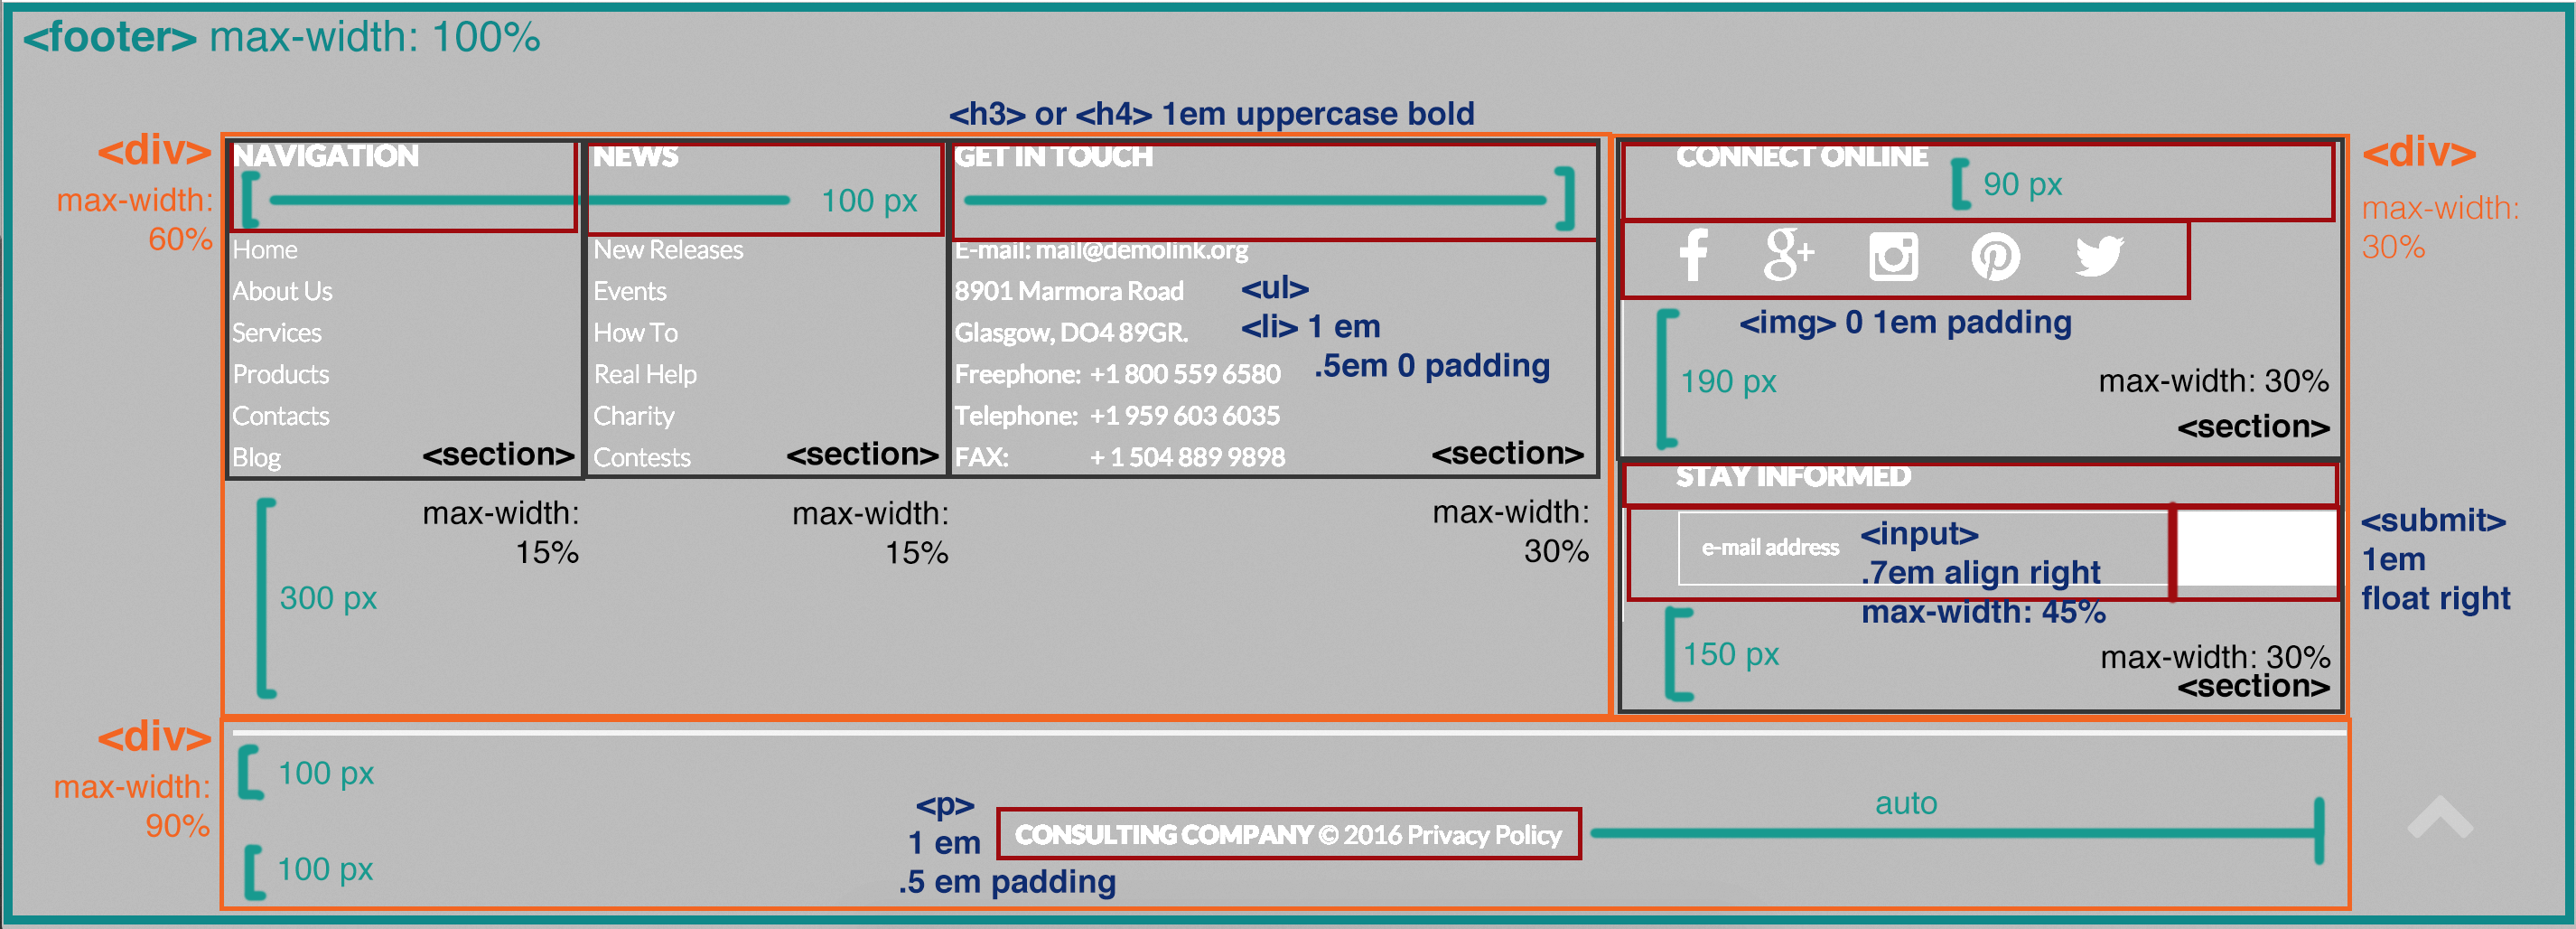 <footer> max-width: 100%
<h3> or <h4> 1em uppercase bold
<div>
max-width:
60%
NAVIGATION
100 px
Home
About Us
Services
Products
Contacts
Blog
<section>
max-width:
15%
300 px
NEWS
New Releases
Events
How To
Real Help
Charity
Contests
<section>
max-width:
15%
GET IN TOUCH
E-mail: mail@demolink.org
8901 Marmora Road
Glasgow, DO4 89GR.
Freephone: +1 800 559 6580
Telephone: +1 959 603 6035
FAX: + 1 504 889 9898
<ul>
<li> 1 em
.5em 0 padding
<section>
max-width:
30%
<div>
max-width:
30%
CONNECT ONLINE
90 px
f g+
<img> 0 1em padding
190 px
max-width: 30%
<section>
STAY INFORMED
e-mail address
<input>
.7em align right
max-width: 45%
<submit>
1em
float right
150 px
max-width: 30%
<section>
<div>
max-width:
90%
100 px
100 px
<p>
1 em
.5 em padding
CONSULTING COMPANY © 2016 Privacy Policy
auto